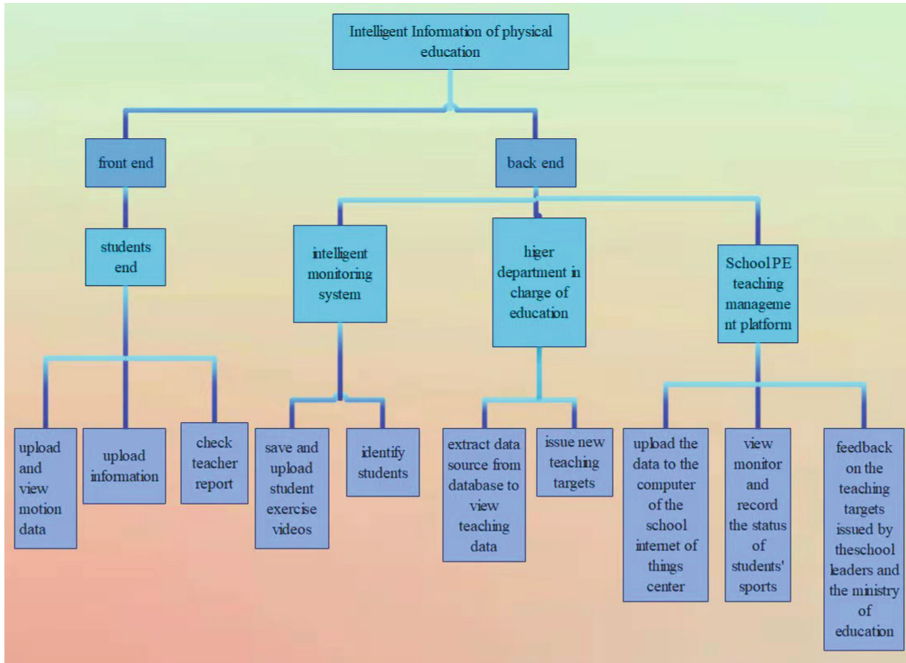 Intelligent Information of physical
education
front end
back end
students
end
intelligent
monitoring
system
higer
department in
charge of
education
School PE
teaching
manageme
nt platform
upload
and
view
motion
data
upload
information
check
teacher
report
save and
upload
student
exercise
videos
identify
students
extract data
source from
database to
view
teaching
data
issue new
teaching
targets
upload the
data to the
computer
of the
school
internet of
things
center
view
monitor
and
record
the status
of
students'
sports
feedback
on the
teaching
targets
issued by
theschool
leaders and
the ministry
of
education